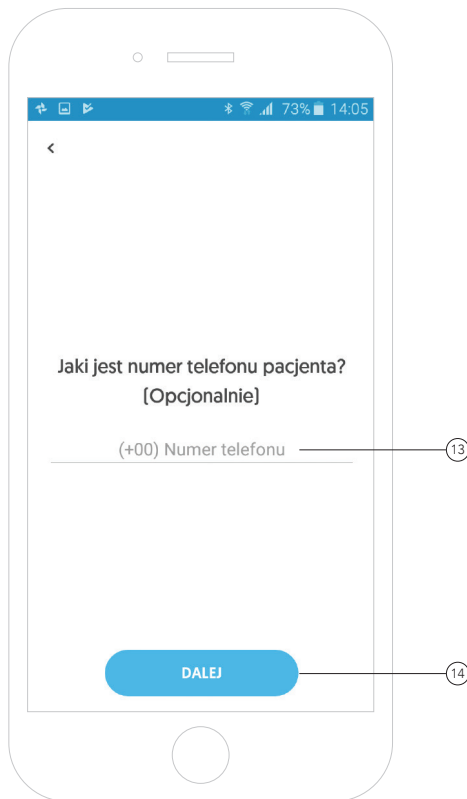 73% 14:05
<
Jaki jest numer telefonu pacjenta?
(Opcjonalnie)
(+00) Numer telefonu
13
DALEJ
14